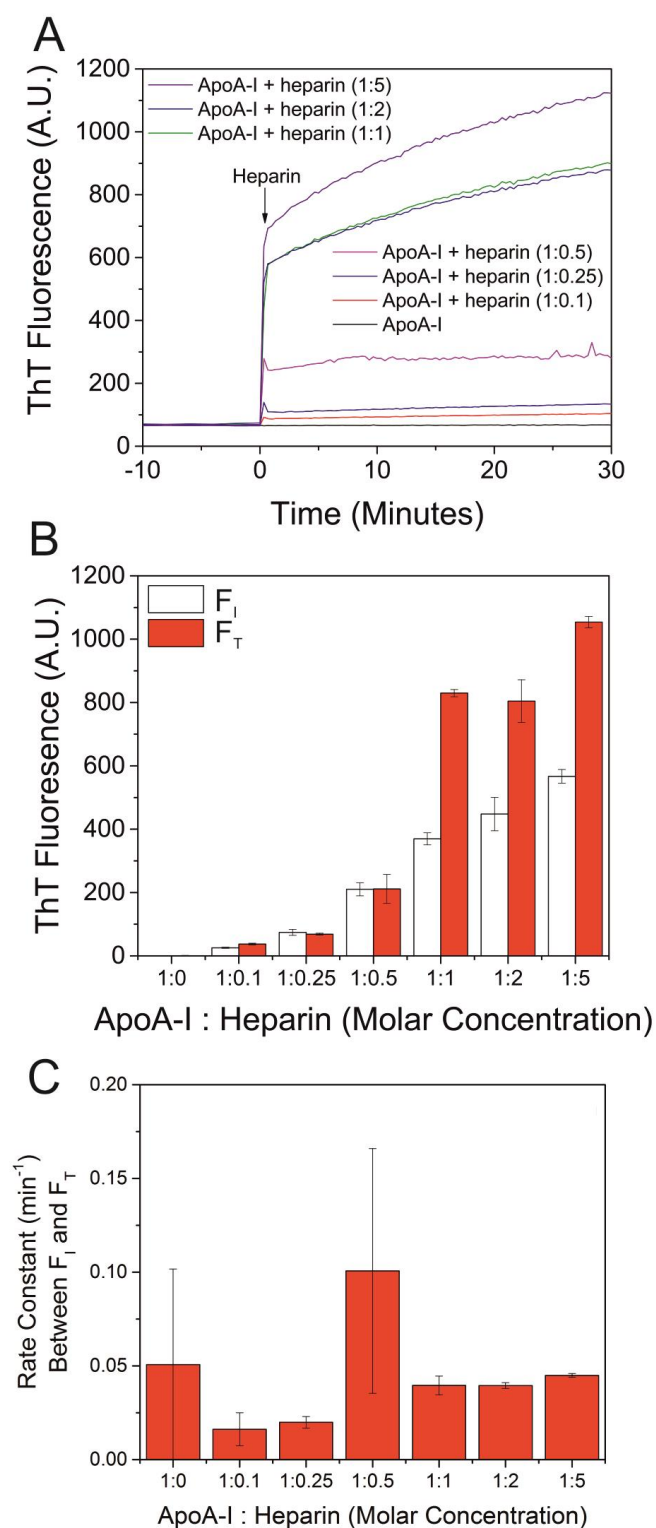 A
ThT Fluorescence (A.U.)
1200
1000
800
600
400
200
0
ApoA-I + heparin (1:5)
ApoA-I + heparin (1:2)
ApoA-I + heparin (1:1)
Heparin
ApoA-I + heparin (1:0.5)
ApoA-I + heparin (1:0.25)
ApoA-I + heparin (1:0.1)
ApoA-I
-10 0 10 20 30
Time (Minutes)
B
ThT Fluoresence (A.U.)
1200
1000
800
600
400
200
0
F_I
F_T
1:0 1:0.1 1:0.25 1:0.5 1:1 1:2 1:5
ApoA-I : Heparin (Molar Concentration)
C
Rate Constant (min⁻¹)
Between F_I and F_T
0.20
0.15
0.10
0.05
0.00
1:0 1:0.1 1:0.25 1:0.5 1:1 1:2 1:5
ApoA-I : Heparin (Molar Concentration)